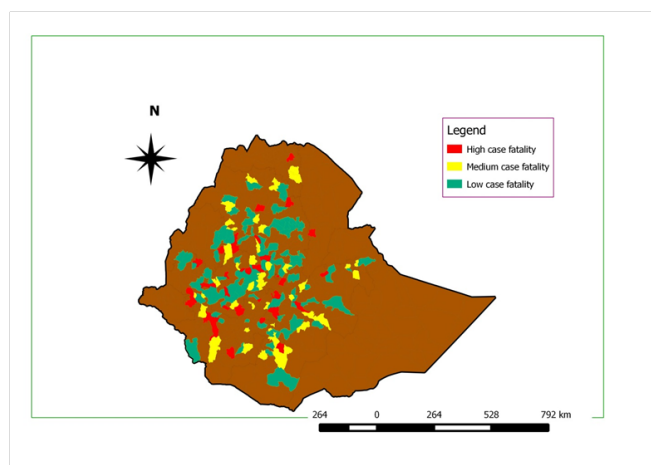 N
Legend
High case fatality
Medium case fatality
Low case fatality
264 0 264 528 792 km